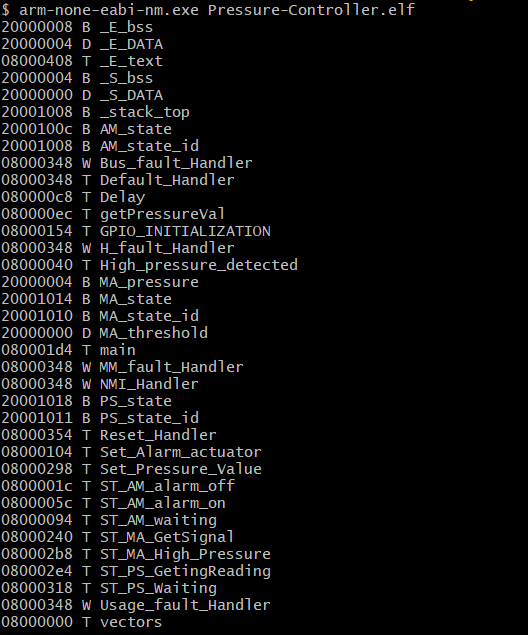 $ arm-none-eabi-nm.exe Pressure-Controller.elf
20000008 B _E_bss
20000004 D _E_DATA
08000408 T _E_text
20000004 B _S_bss
20000000 D _S_DATA
20001008 B _stack_top
2000100c B AM_state
20001008 B AM_state_id
08000348 W Bus_fault_Handler
08000348 T Default_Handler
080000c8 T Delay
080000ec T getPressureVal
08000154 T GPIO_INITIALIZATION
08000348 W H_fault_Handler
08000040 T High_pressure_detected
20000004 B MA_pressure
20001014 B MA_state
20001010 B MA_state_id
20000000 D MA_threshold
080001d4 T main
08000348 W MM_fault_Handler
08000348 W NMI_Handler
20001018 B PS_state
20001011 B PS_state_id
08000354 T Reset_Handler
08000104 T Set_Alarm_actuator
08000298 T Set_Pressure_Value
0800001c T ST_AM_alarm_off
0800005c T ST_AM_alarm_on
08000094 T ST_AM_waiting
08000240 T ST_MA_GetSignal
080002b8 T ST_MA_High_Pressure
080002e4 T ST_PS_GetingReading
08000318 T ST_PS_Waiting
08000348 W Usage_fault_Handler
08000000 T vectors